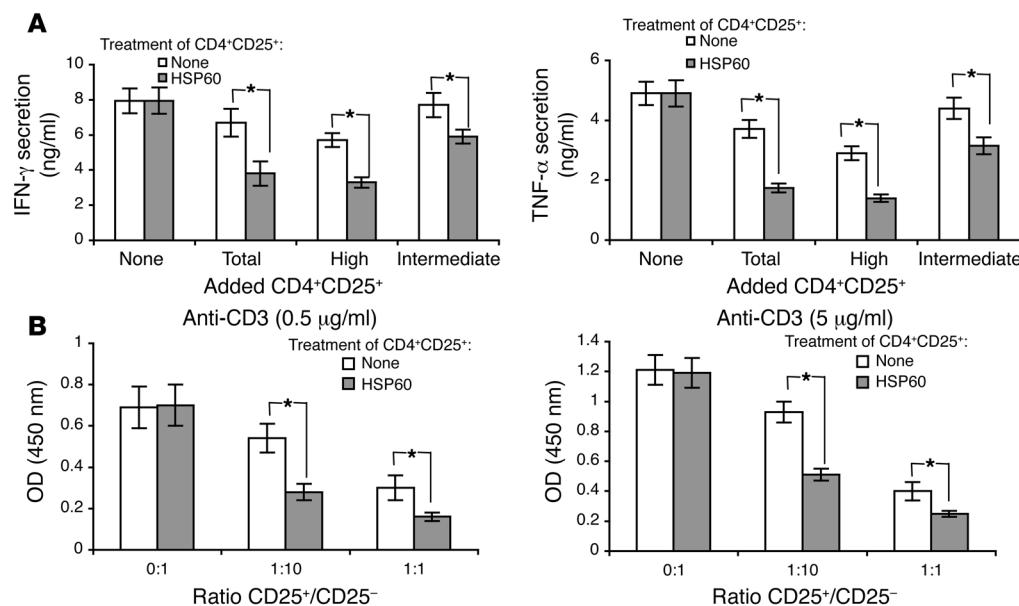 A
Treatment of CD4⁺CD25⁺:
None
HSP60
IFN-γ secretion
(ng/ml)
10
8
6
4
2
0
*
*
*
None
Total
High
Intermediate
Added CD4⁺CD25⁺
Treatment of CD4⁺CD25⁺:
None
HSP60
TNF-α secretion
(ng/ml)
6
4
2
0
*
*
*
None
Total
High
Intermediate
Added CD4⁺CD25⁺
B
Anti-CD3 (0.5 μg/ml)
Treatment of CD4⁺CD25⁺:
None
HSP60
OD (450 nm)
1
0.8
0.6
0.4
0.2
0
*
*
0:1
1:10
1:1
Ratio CD25⁺/CD25⁻
Anti-CD3 (5 μg/ml)
Treatment of CD4⁺CD25⁺:
None
HSP60
OD (450 nm)
1.4
1.2
1
0.8
0.6
0.4
0.2
0
*
*
0:1
1:10
1:1
Ratio CD25⁺/CD25⁻